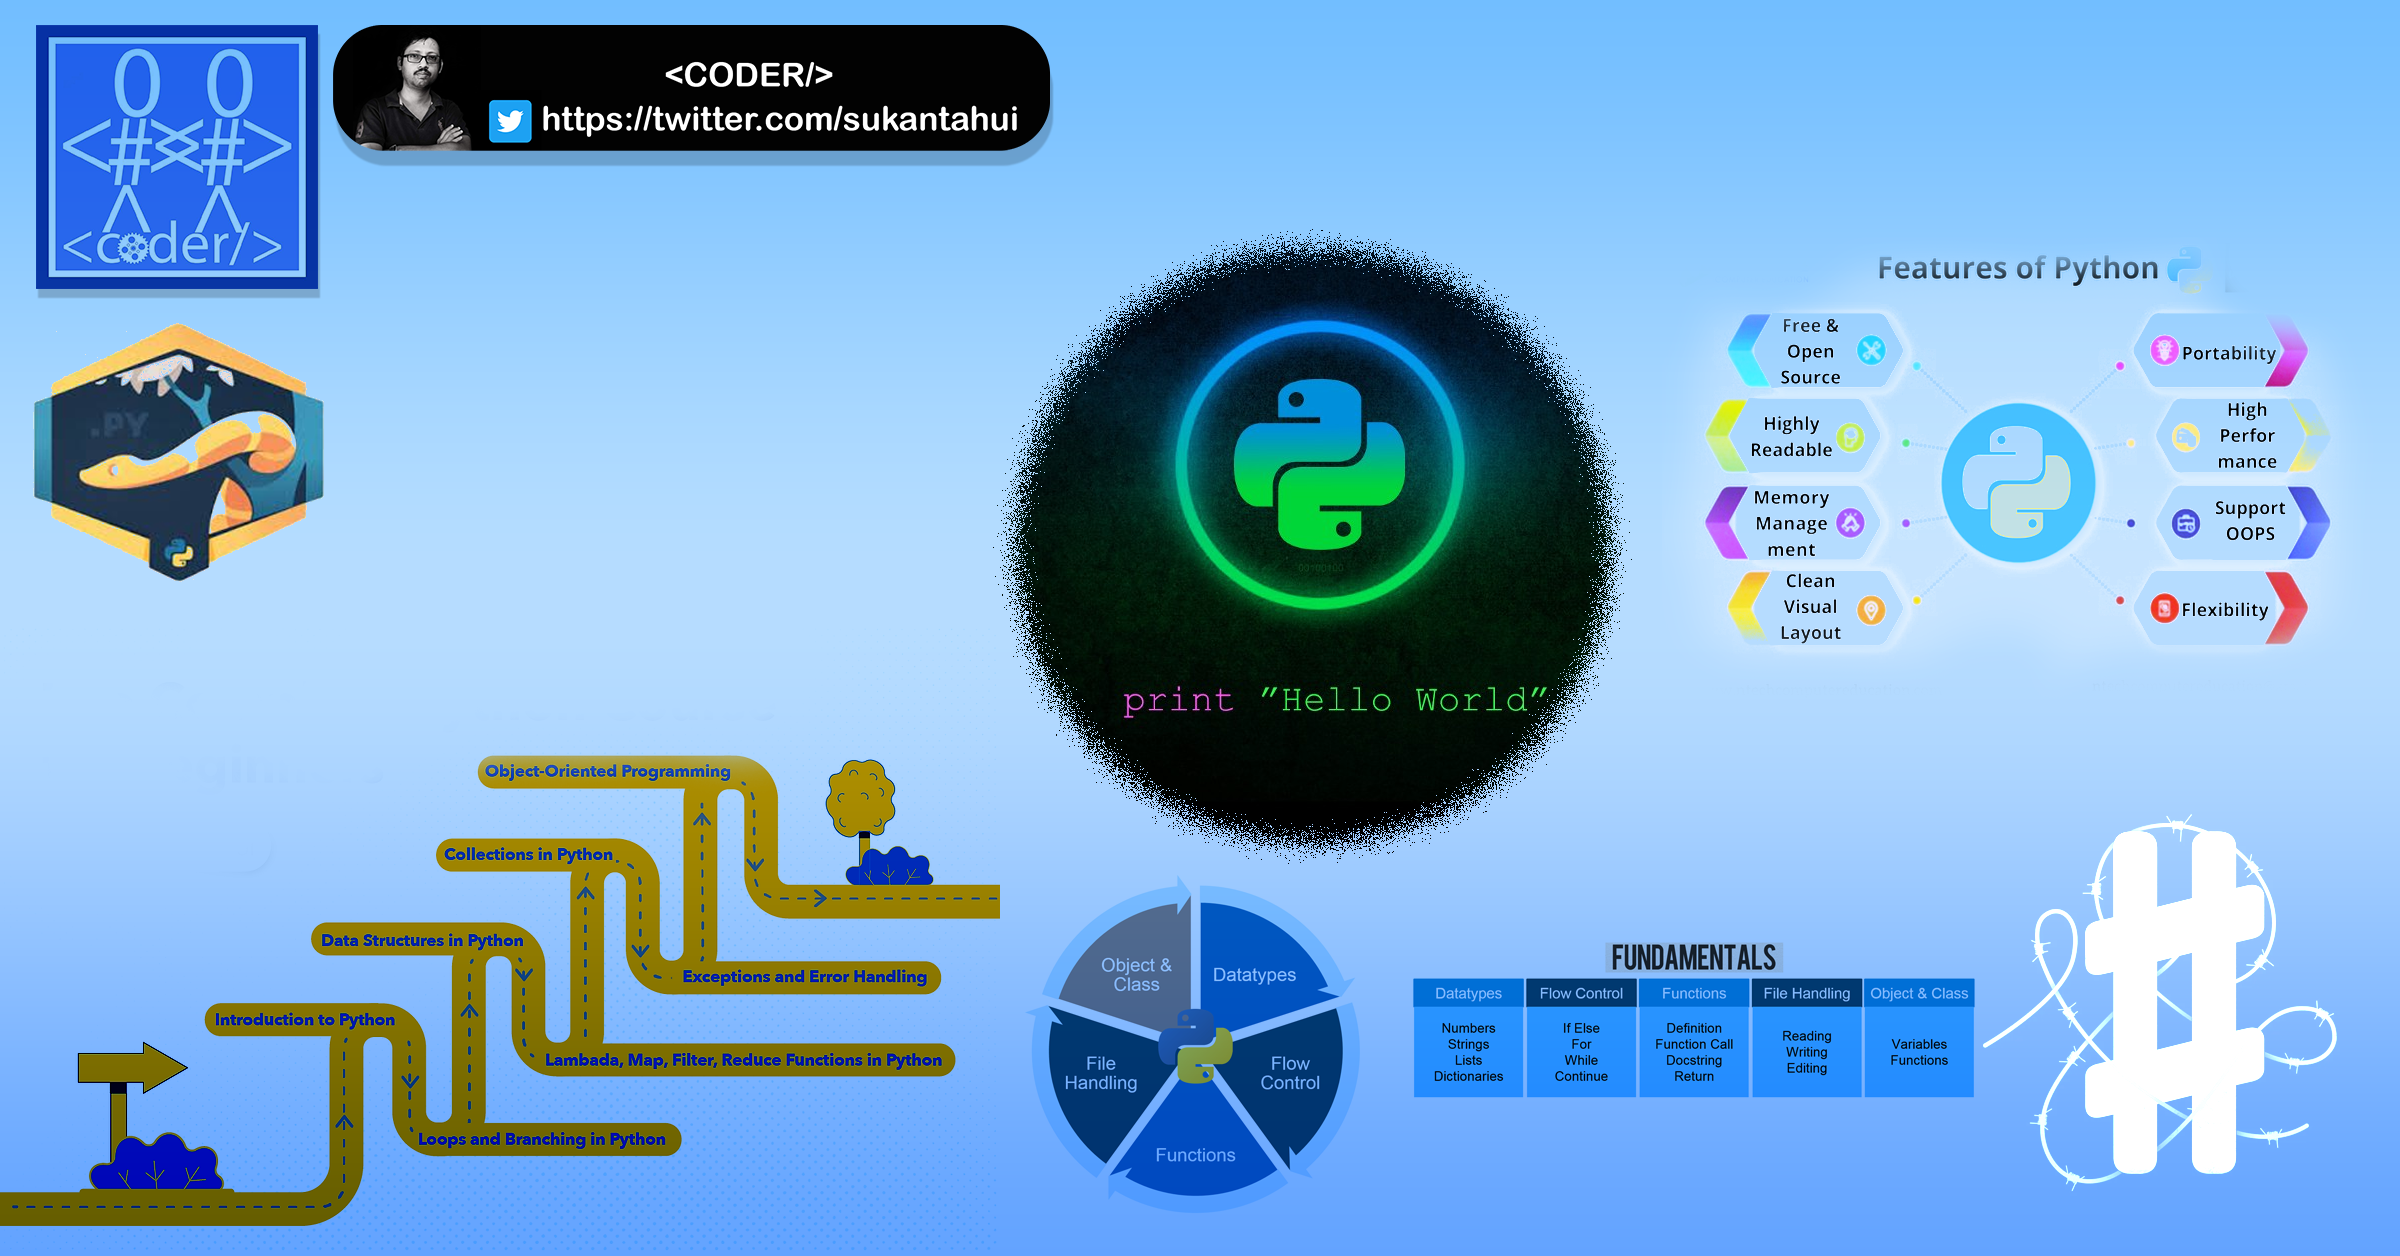 <CODER/>
https://twitter.com/sukantahui
0 0
<#><#>
<coder/>
.PY
00100100
print "Hello World"
Features of Python
Free &
Open
Source
Highly
Readable
Memory
Manage
ment
Clean
Visual
Layout
Portability
High
Perfor
mance
Support
OOPS
Flexibility
Object-Oriented Programming
Collections in Python
Exceptions and Error Handling
Data Structures in Python
Lambada, Map, Filter, Reduce Functions in Python
Introduction to Python
Loops and Branching in Python
Object &
Class
Datatypes
File
Handling
Flow
Control
Functions
FUNDAMENTALS
Datatypes
Numbers
Strings
Lists
Dictionaries
Flow Control
If Else
For
While
Continue
Functions
Definition
Function Call
Docstring
Return
File Handling
Reading
Writing
Editing
Object & Class
Variables
Functions
#